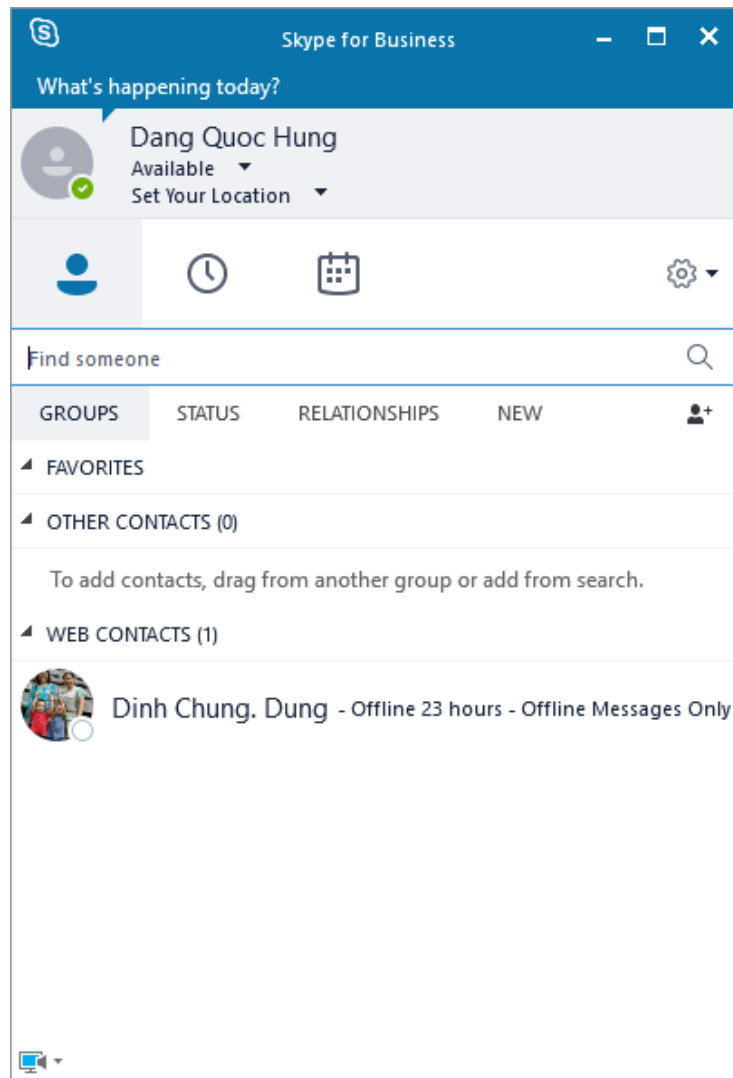 Skype for Business
What's happening today?
Dang Quoc Hung
Available
Set Your Location
Find someone
GROUPS STATUS RELATIONSHIPS NEW
FAVORITES
OTHER CONTACTS (0)
To add contacts, drag from another group or add from search.
WEB CONTACTS (1)
Dinh Chung. Dung - Offline 23 hours - Offline Messages Only